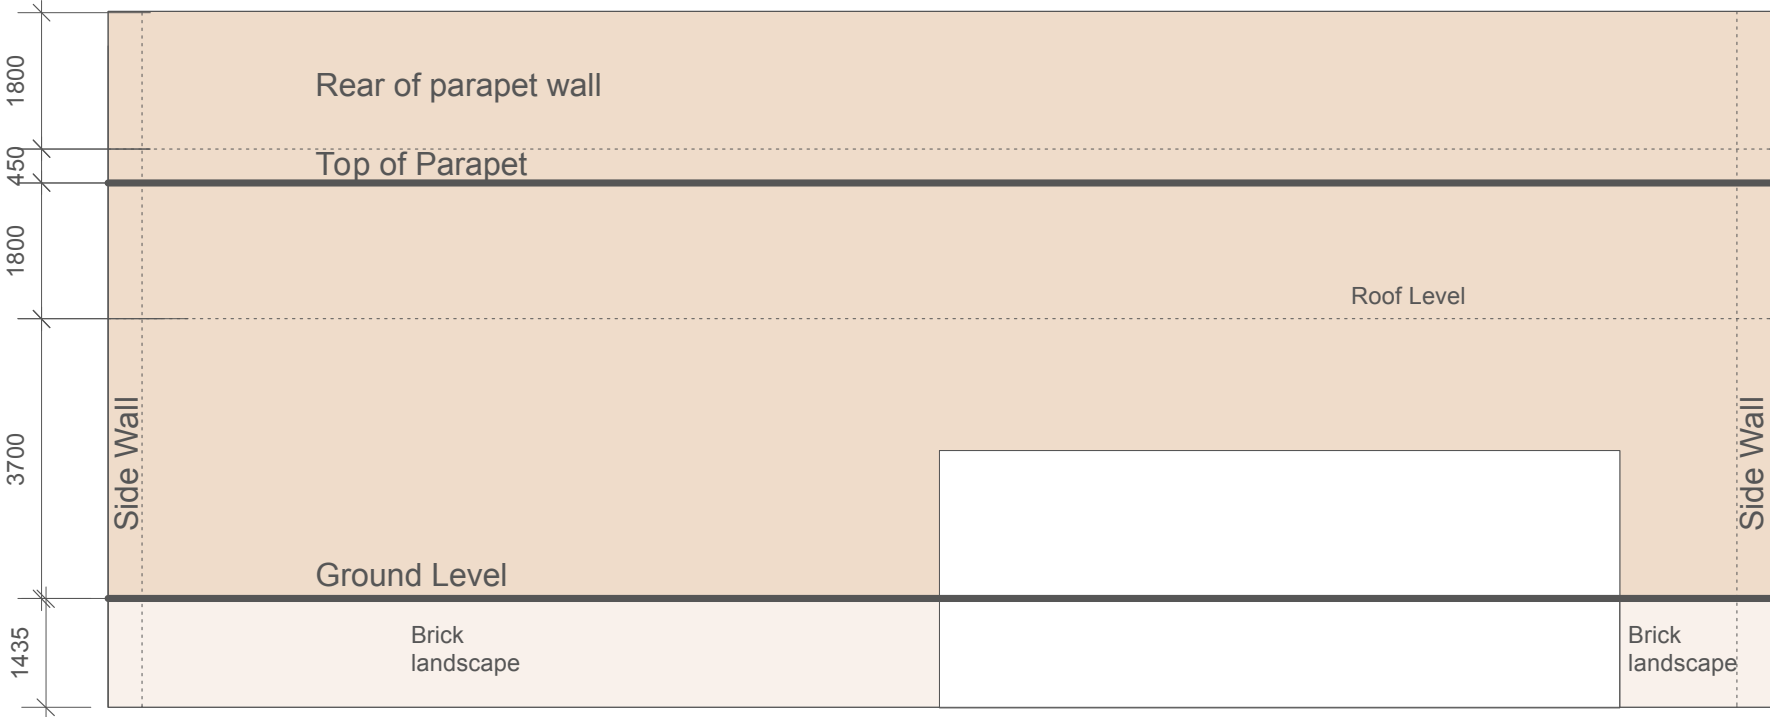 1800
Rear of parapet wall
450
Top of Parapet
1800
Roof Level
3700
Side Wall
Side Wall
Ground Level
1435
Brick
landscape
Brick
landscape